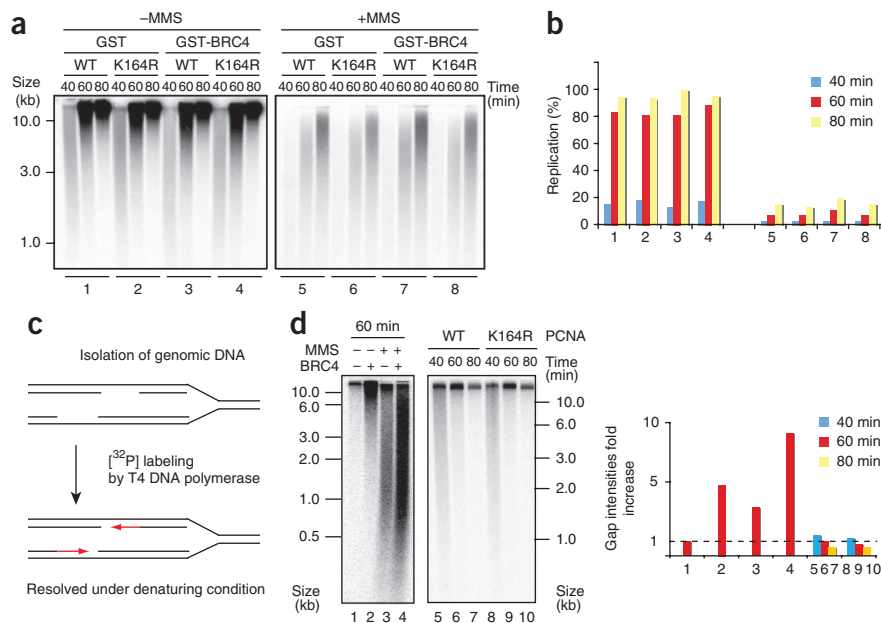 a
−MMS
+MMS
GST GST-BRC4 GST GST-BRC4
WT K164R WT K164R WT K164R WT K164R
Size
(kb)
40 60 80 40 60 80 40 60 80 40 60 80 40 60 80 40 60 80 40 60 80 40 60 80
Time
(min)
10.0
3.0
1.0
1 2 3 4 5 6 7 8
b
Replication (%)
100
80
60
40
20
0
40 min
60 min
80 min
1 2 3 4 5 6 7 8
c
Isolation of genomic DNA
[32P] labeling
by T4 DNA polymerase
Resolved under denaturing condition
d
60 min
MMS − − + +
BRC4 − + − +
WT K164R PCNA
40 60 80 40 60 80 Time
(min)
10.0
6.0
3.0
2.0
1.0
0.5
10.0
6.0
3.0
2.0
1.0
Size
(kb)
Size
(kb)
1 2 3 4 5 6 7 8 9 10
Gap intensities fold
increase
10
5
1
40 min
60 min
80 min
1 2 3 4 5 6 7 8 9 10